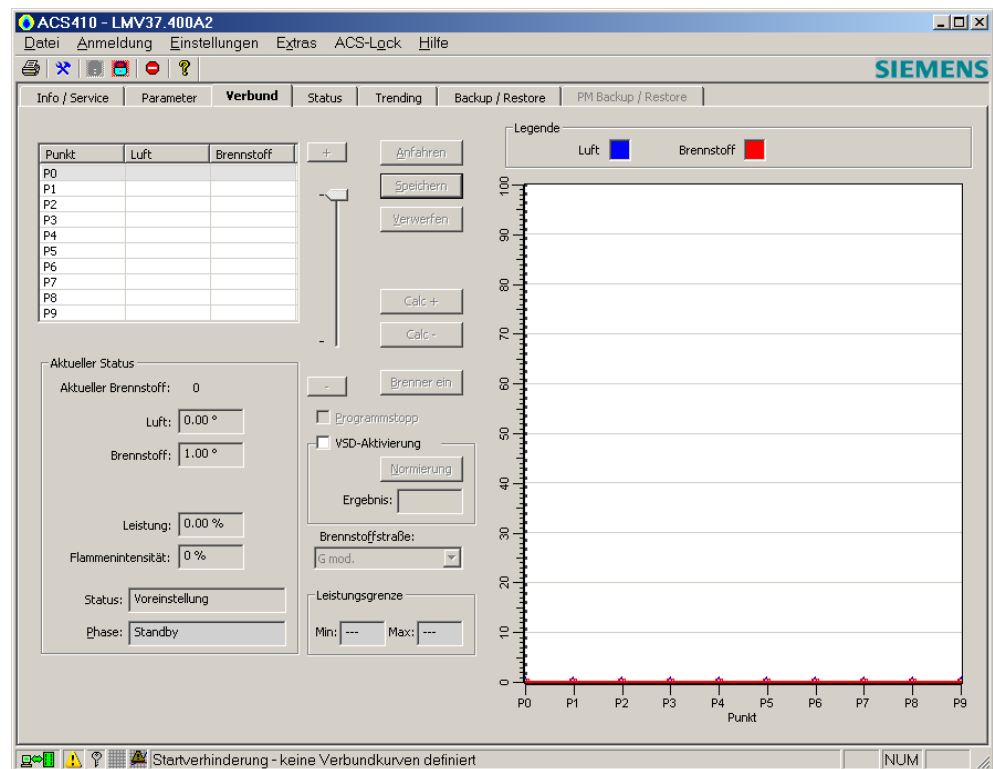 ACS410 - LMV37.400A2
Datei Anmeldung Einstellungen Extras ACS-Lock Hilfe
SIEMENS
Info / Service Parameter Verbund Status Trending Backup / Restore PM Backup / Restore
Punkt Luft Brennstoff
P0
P1
P2
P3
P4
P5
P6
P7
P8
P9
+
-
-
-
Anfahren
Speichern
Verwerfen
Calc +
Calc -
Brenner ein
Programmstopp
VSD-Aktivierung
Normierung
Ergebnis:
Brennstoffstraße:
G mod.
Leistungsgrenze
Min: --- Max: ---
Aktueller Status
Aktueller Brennstoff: 0
Luft: 0.00 °
Brennstoff: 1.00 °
Leistung: 0.00 %
Flammenintensität: 0 %
Status: Voreinstellung
Phase: Standby
Legende
Luft Brennstoff
100
90
80
70
60
50
40
30
20
10
0
P0 P1 P2 P3 P4 P5 P6 P7 P8 P9
Punkt
Startverhinderung - keine Verbundkurven definiert
NUM